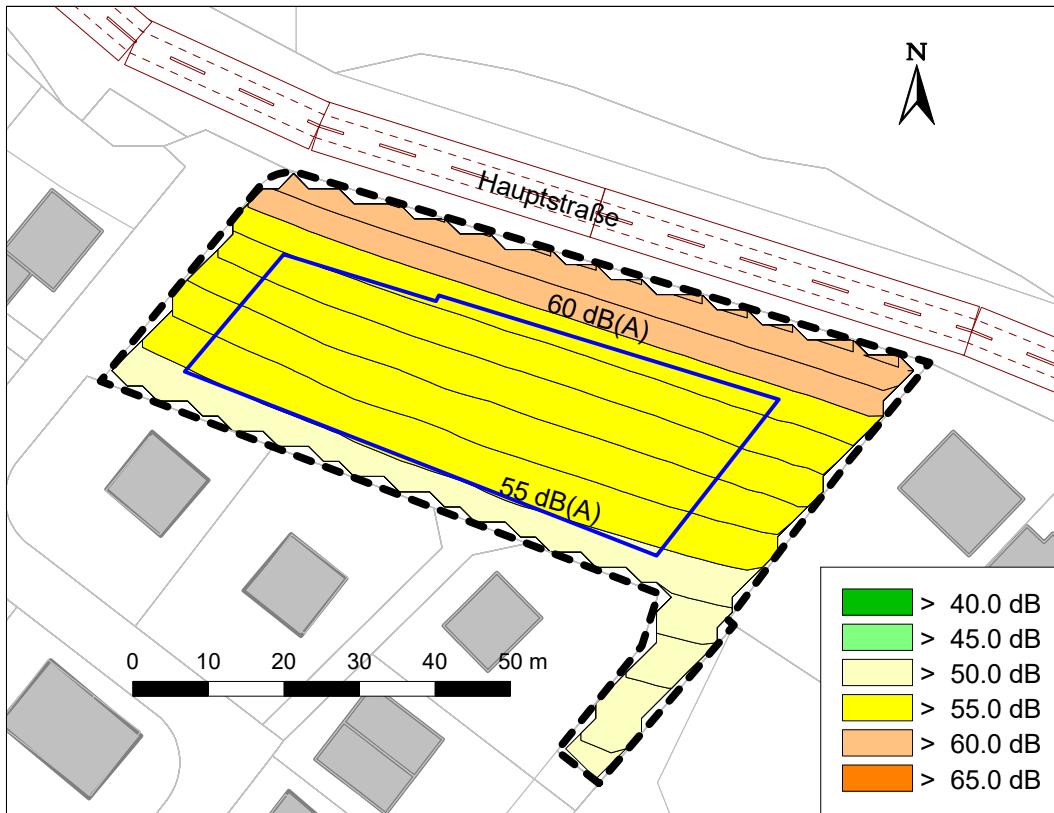 N
Hauptstraße
60 dB(A)
55 dB(A)
0 10 20 30 40 50 m
> 40.0 dB
> 45.0 dB
> 50.0 dB
> 55.0 dB
> 60.0 dB
> 65.0 dB